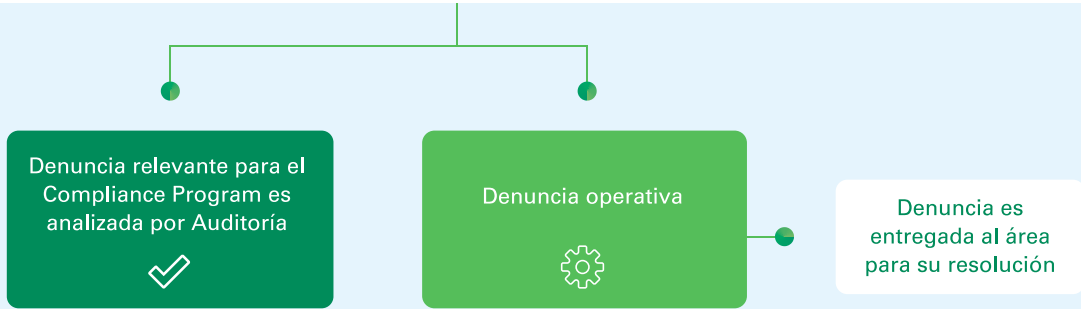 Denuncia relevante para el
Compliance Program es
analizada por Auditoría
Denuncia operativa
Denuncia es
entregada al área
para su resolución